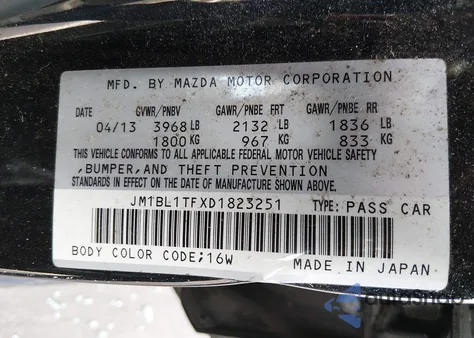 MFD. BY MAZDA MOTOR CORPORATION
DATE GVWR/PNBV GAWR/PNBE FRT GAWR/PNBE RR
04/13 3968 LB 2132 LB 1836 LB
1800 KG 967 KG 833 KG
THIS VEHICLE CONFORMS TO ALL APPLICABLE FEDERAL MOTOR VEHICLE SAFETY
,BUMPER,AND THEFT PREVENTION
STANDARDS IN EFFECT ON THE DATE OF MANUFACTURE SHOWN ABOVE.
JM1BL1TFXD1823251 TYPE: PASS CAR
BODY COLOR CODE;16W MADE IN JAPAN